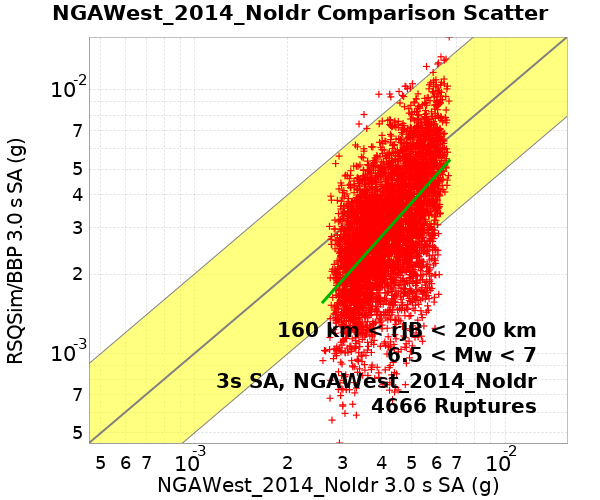 NGAWest_2014_NoIdr Comparison Scatter
RSQSim/BBP 3.0 s SA (g)
10-2
7
5
4
3
2
10-3
7
5
160 km < rJB < 200 km
6.5 < Mw < 7
3s SA, NGAWest_2014_NoIdr
4666 Ruptures
5 6 7 10-3 2 3 4 5 6 7 10-2
NGAWest_2014_NoIdr 3.0 s SA (g)